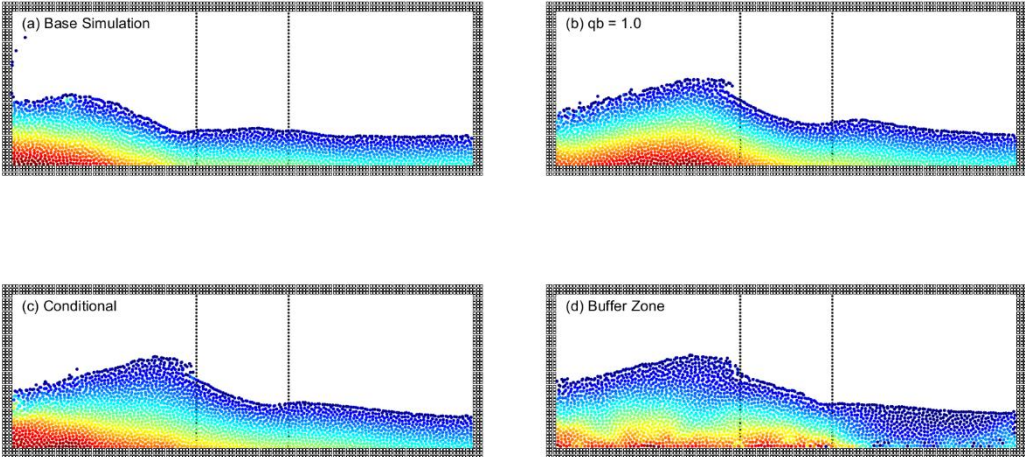 (a) Base Simulation
(b) qb = 1.0
(c) Conditional
(d) Buffer Zone